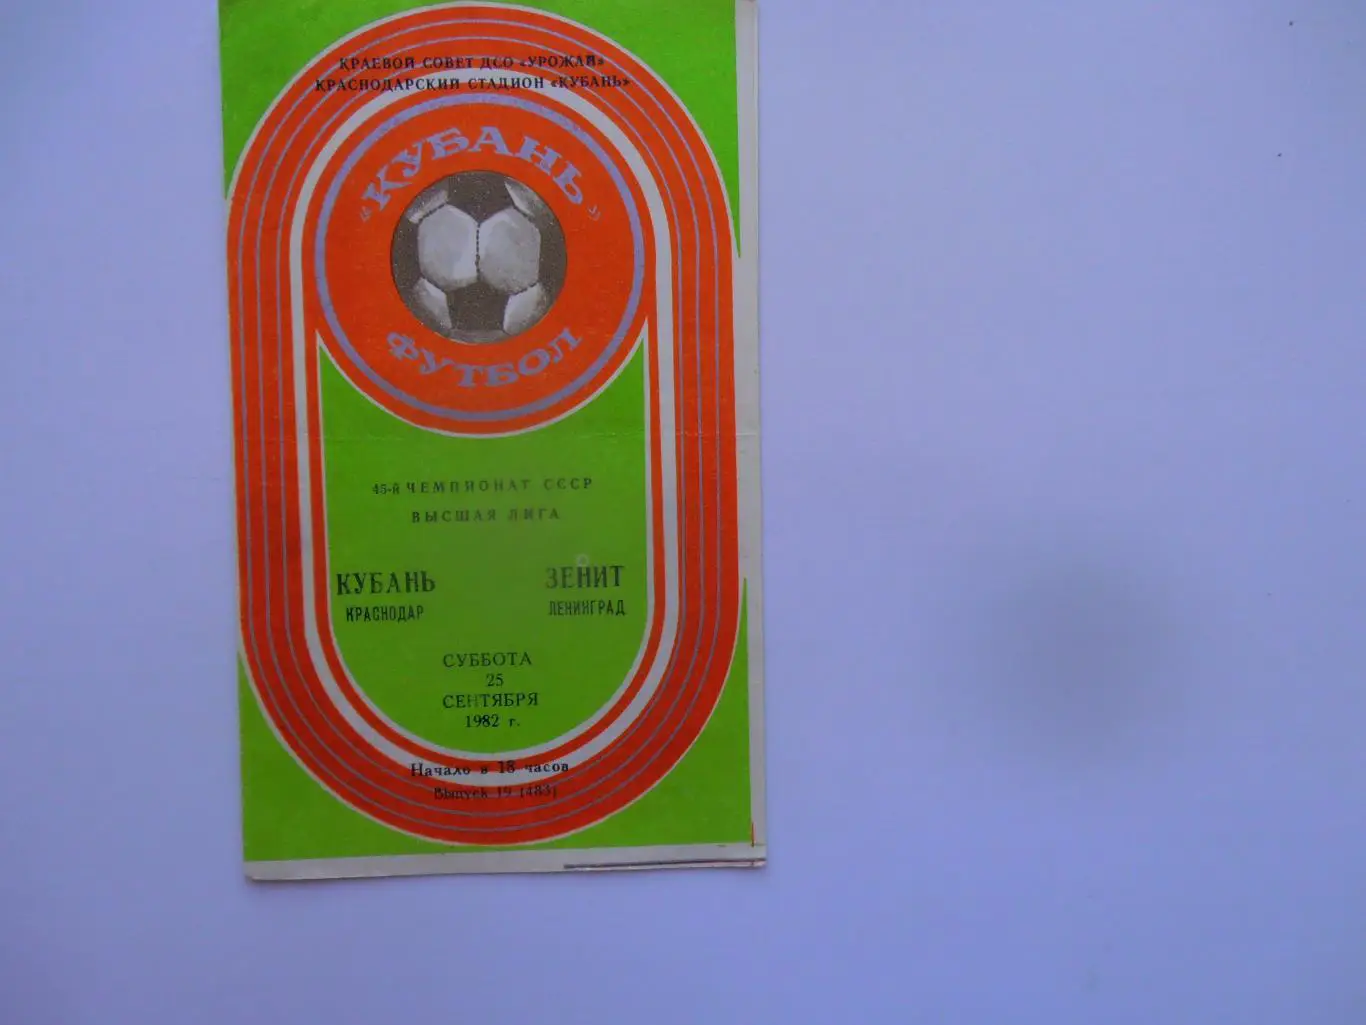 КРАЕВОЙ СОВЕТ ДСО «УРОЖАЙ»
КРАСНОДАРСКИЙ СТАДИОН «КУБАНЬ»
«КУБАНЬ»
ФУТБОЛ
45-й ЧЕМПИОНАТ СССР
ВЫСШАЯ ЛИГА
КУБАНЬ ЗЕНИТ
КРАСНОДАР ЛЕНИНГРАД
СУББОТА
25
СЕНТЯБРЯ
1982 г.
Начало в 18 часов
Выпуск 19 (483)